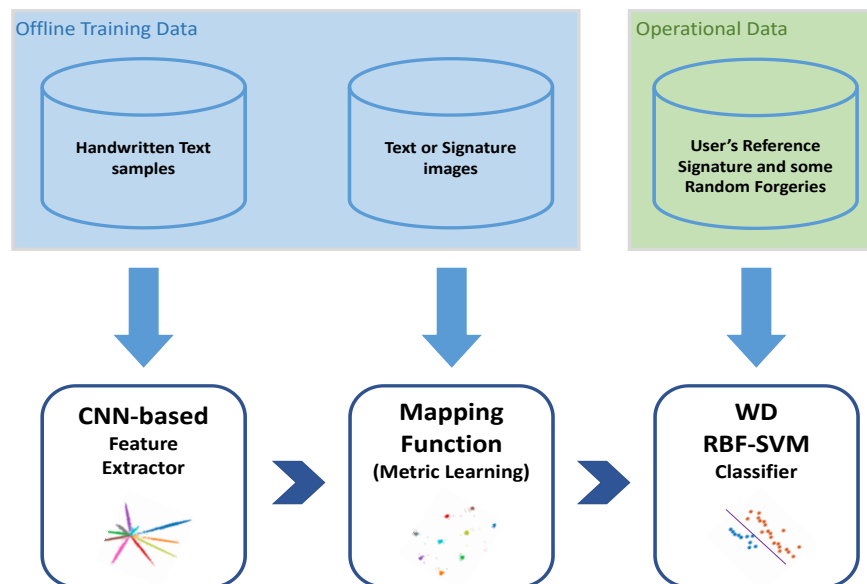 Offline Training Data
Operational Data
Handwritten Text
samples
Text or Signature
images
User’s Reference
Signature and some
Random Forgeries
CNN-based
Feature
Extractor
Mapping
Function
(Metric Learning)
WD
RBF-SVM
Classifier